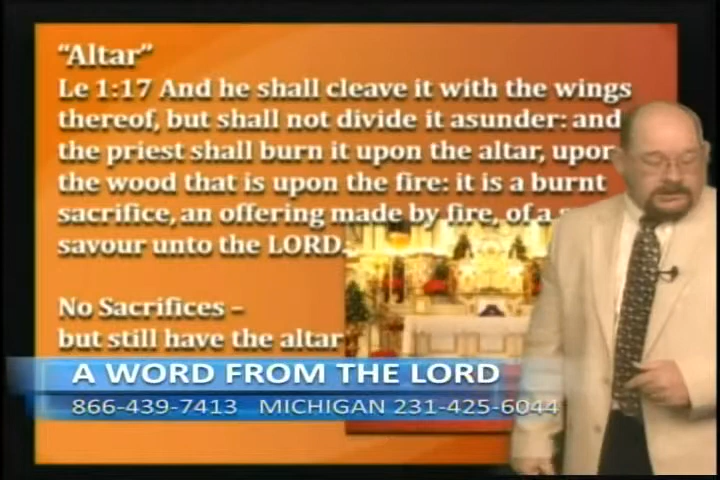 “Altar”
Le 1:17 And he shall cleave it with the wings
thereof, but shall not divide it asunder: and
the priest shall burn it upon the altar, upon
the wood that is upon the fire: it is a burnt
sacrifice, an offering made by fire, of a
savour unto the LORD.
No Sacrifices –
but still have the altar
A WORD FROM THE LORD
866-439-7413 MICHIGAN 231-425-6044